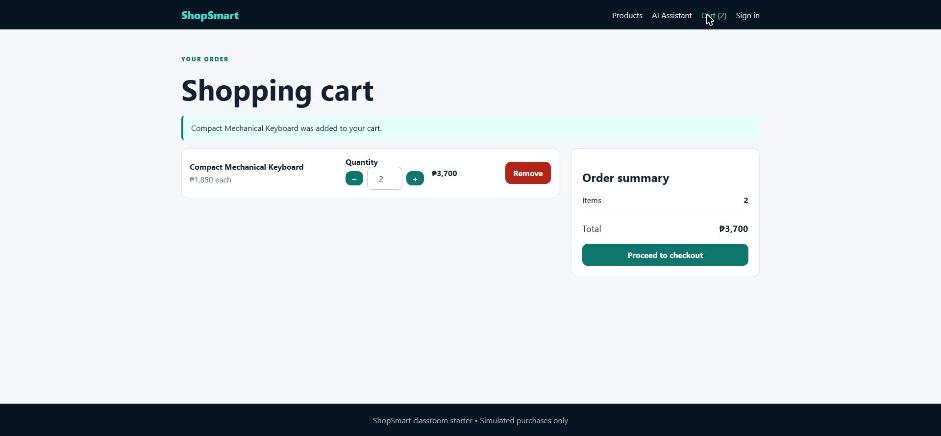 ShopSmart
Products AI Assistant Cart (2) Sign in
YOUR ORDER
Shopping cart
Compact Mechanical Keyboard was added to your cart.
Compact Mechanical Keyboard
₱1,850 each
Quantity
− 2 +
₱3,700
Remove
Order summary
Items 2
Total ₱3,700
Proceed to checkout
ShopSmart classroom starter • Simulated purchases only